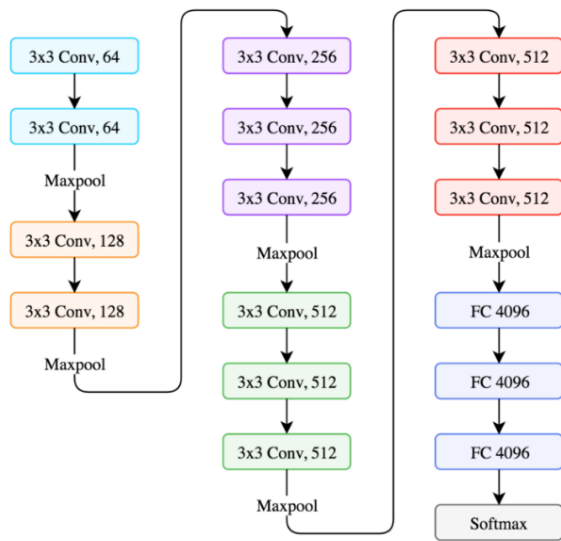 3x3 Conv, 64
3x3 Conv, 64
Maxpool
3x3 Conv, 128
3x3 Conv, 128
Maxpool
3x3 Conv, 256
3x3 Conv, 256
3x3 Conv, 256
Maxpool
3x3 Conv, 512
3x3 Conv, 512
3x3 Conv, 512
Maxpool
3x3 Conv, 512
3x3 Conv, 512
3x3 Conv, 512
Maxpool
FC 4096
FC 4096
FC 4096
Softmax